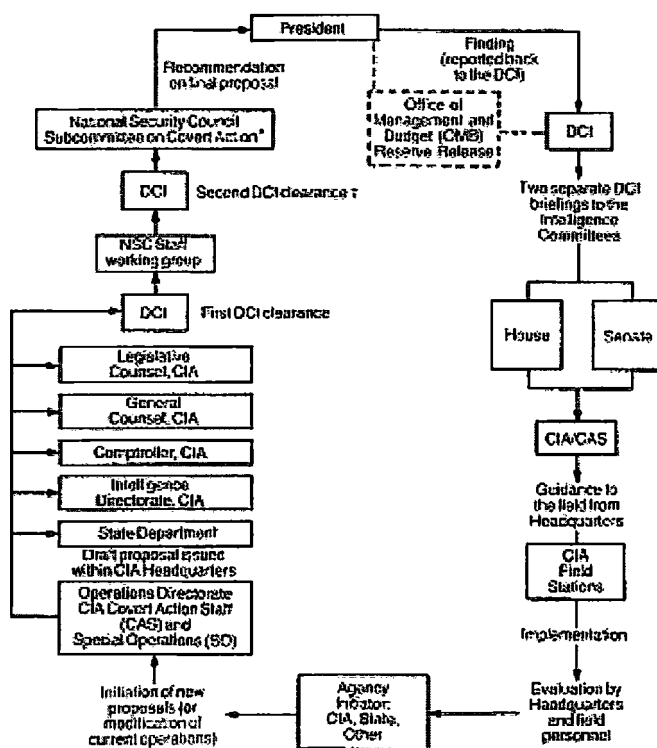 President
Recommendation
on final proposal
Finding
(reported back
to the DCI)
National Security Council
Subcommittee on Covert Action*
Office of
Management and
Budget (OMB)
Reserve Release
DCI
DCI
Second DCI clearance †
Two separate DCI
briefings to the
Intelligence
Committees
NSC Staff
working group
DCI
First DCI clearance
House
Senate
Legislative
Counsel, CIA
General
Counsel, CIA
Comptroller, CIA
Intelligence
Directorate, CIA
State Department
Draft proposal issued
within CIA Headquarters
Operations Directorate
CIA Covert Action Staff
(CAS) and
Special Operations (SO)
CIA/CAS
Guidance to
the field from
Headquarters
CIA
Field
Stations
Implementation
Initiation of new
proposals (or
modification of
current operations)
Agency
Initiator:
CIA, State,
Other
Evaluation by
Headquarters
and field
personnel